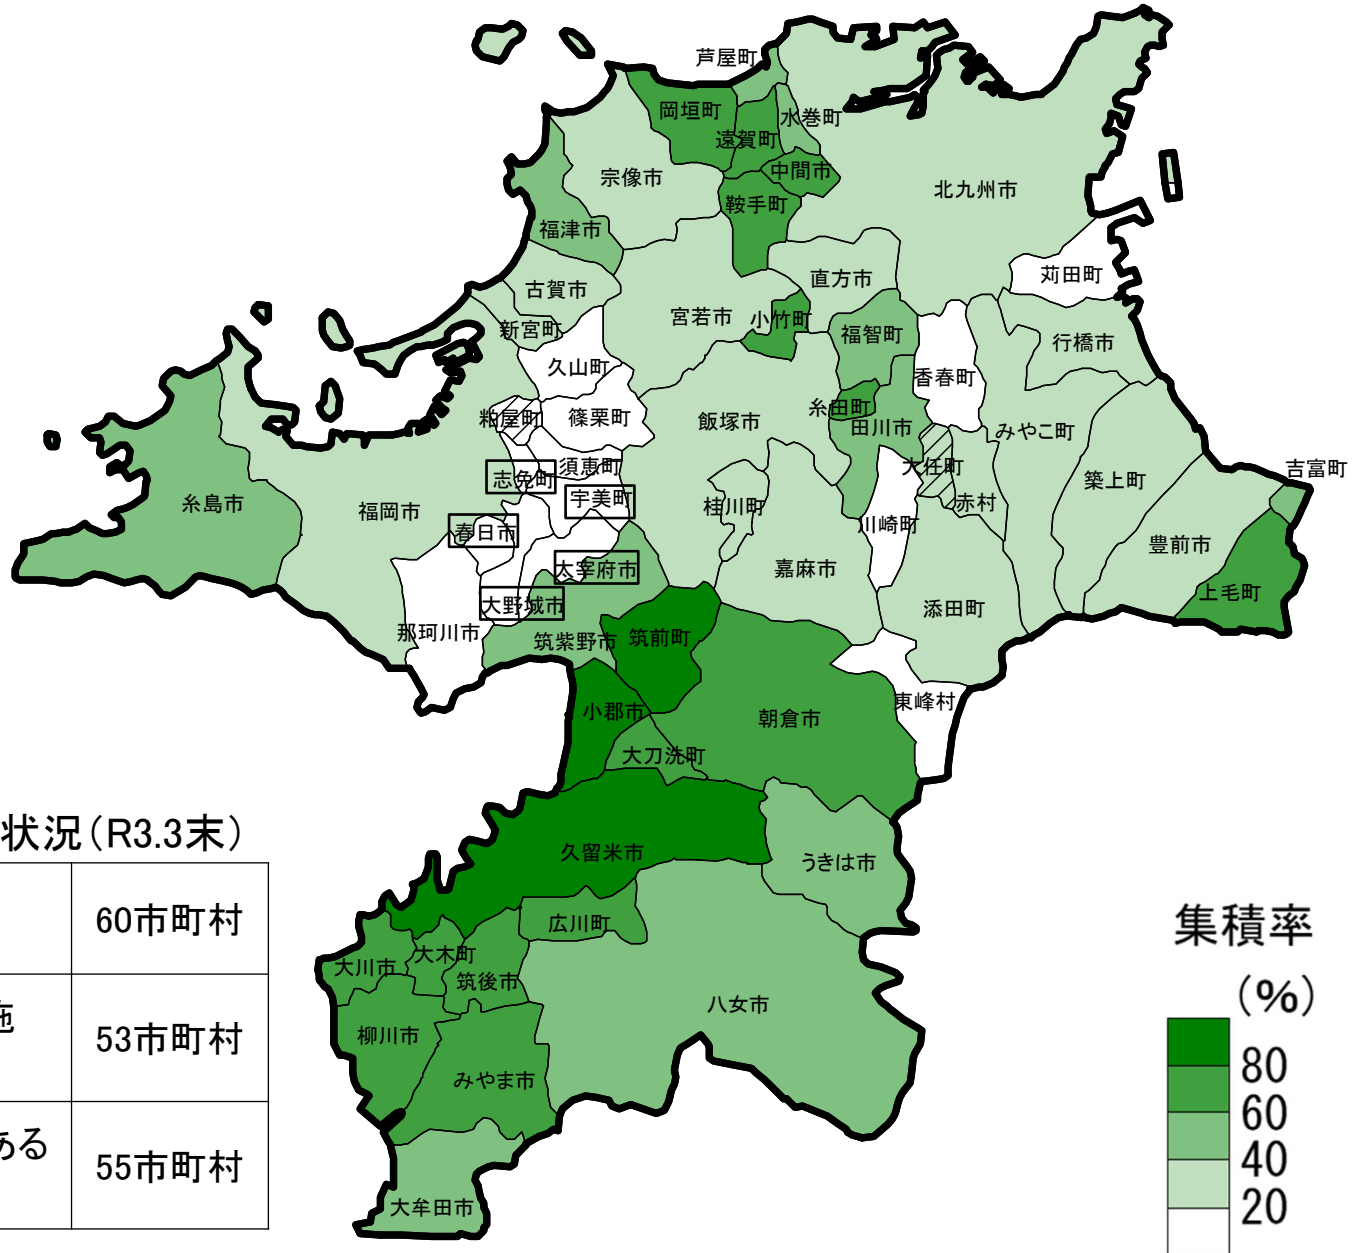 芦屋町
岡垣町
水巻町
遠賀町
中間市
宗像市
北九州市
鞍手町
福津市
苅田町
直方市
古賀市
宮若市
小竹町
新宮町
福智町
行橋市
久山町
香春町
糸田町
粕屋町
篠栗町
飯塚市
田川市
みやこ町
須恵町
大任町
吉富町
志免町
築上町
宇美町
糸島市
桂川町
赤村
福岡市
川崎町
春日市
豊前市
太宰府市
嘉麻市
上毛町
大野城市
添田町
那珂川市
筑紫野市
筑前町
東峰村
小郡市
朝倉市
大刀洗町
久留米市
うきは市
広川町
大木町
大川市
筑後市
八女市
柳川市
みやま市
大牟田市
状況(R3.3末)
60市町村
施
53市町村
ある
55市町村
集積率
(%)
80
60
40
20